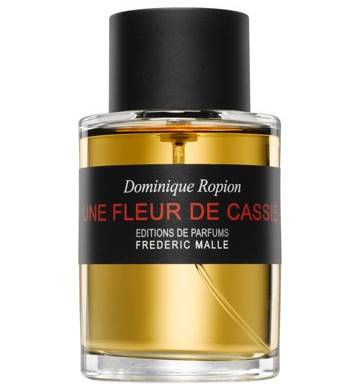 Dominique Ropion
UNE FLEUR DE CASSIE
EDITIONS DE PARFUMS
FREDERIC MALLE